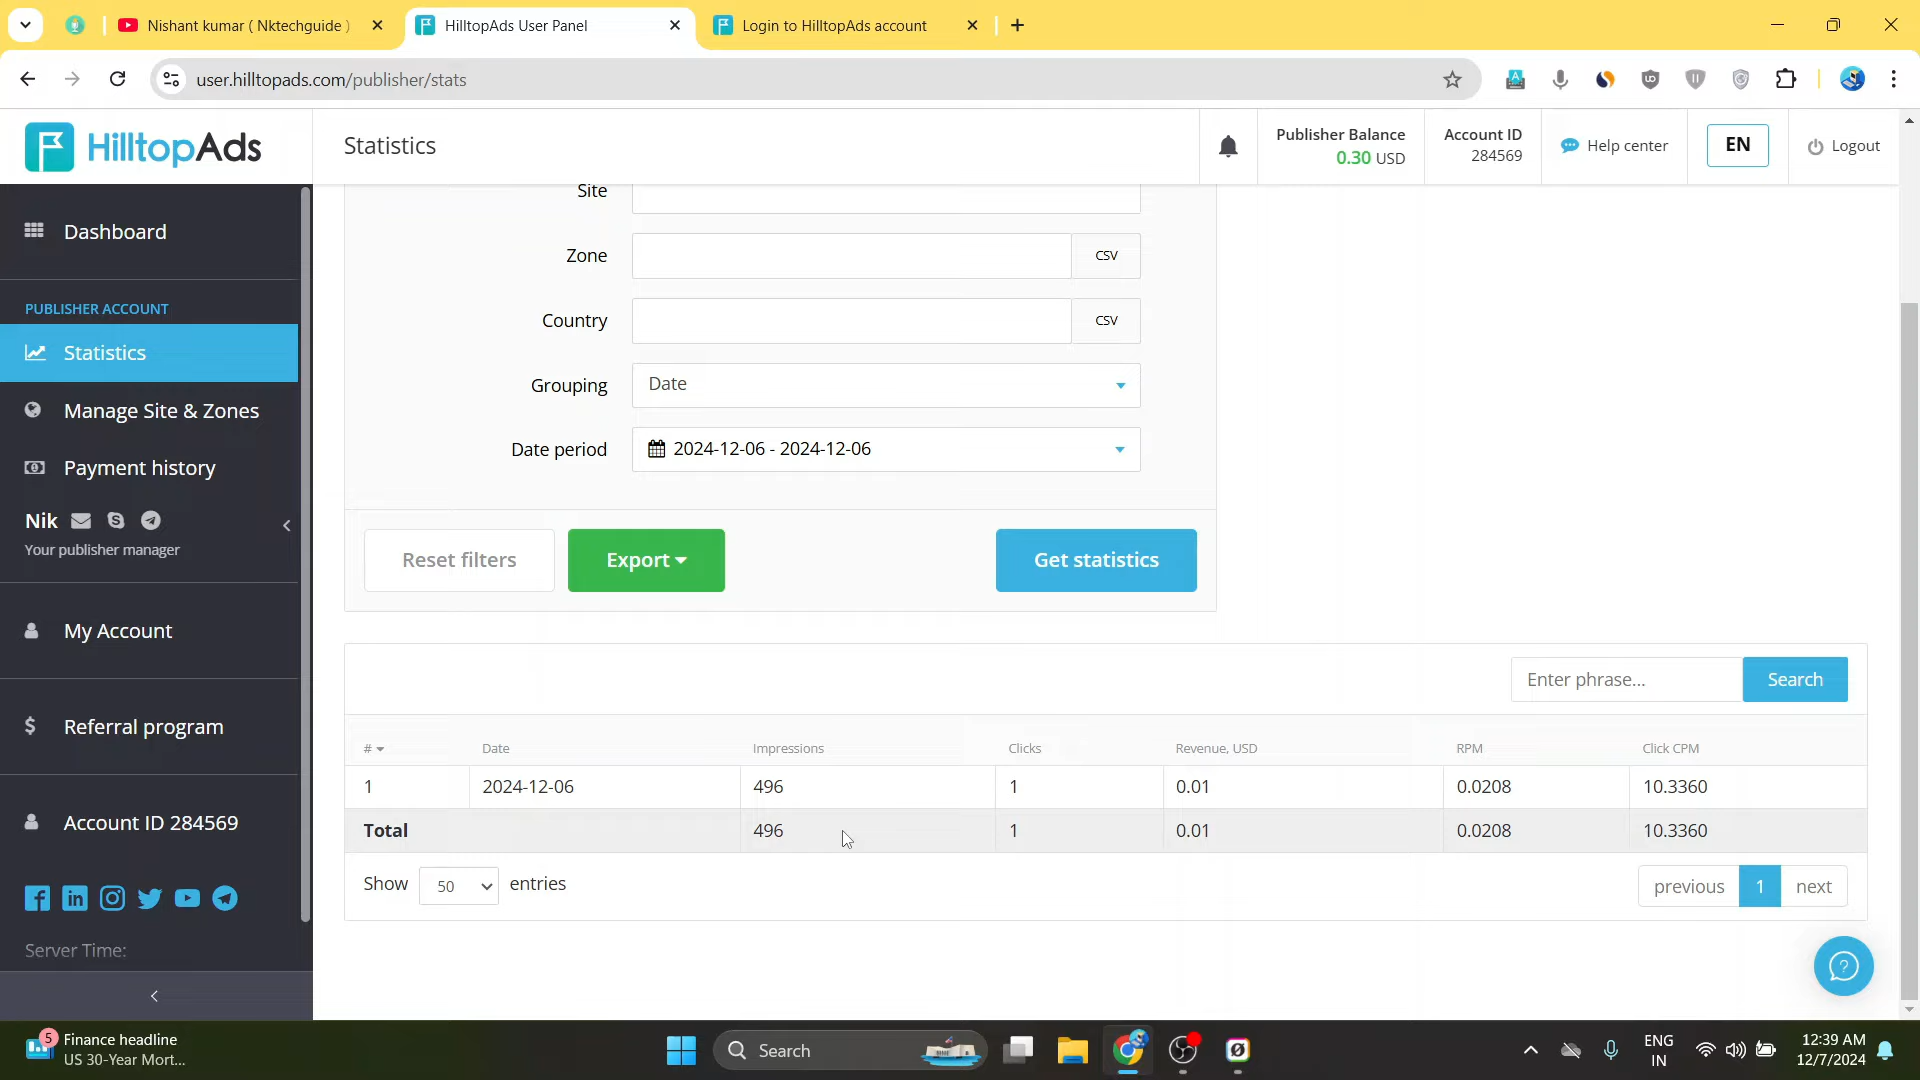 Nishant kumar ( Nktechguide )
HilltopAds User Panel
Login to HilltopAds account
user.hilltopads.com/publisher/stats
HilltopAds
Statistics
Publisher Balance
0.30 USD
Account ID
284569
Help center
EN
Logout
Dashboard
PUBLISHER ACCOUNT
Statistics
Manage Site & Zones
Payment history
Nik
Your publisher manager
My Account
Referral program
Account ID 284569
Server Time:
Site
Zone
CSV
Country
CSV
Grouping
Date
Date period
2024-12-06 - 2024-12-06
Reset filters
Export
Get statistics
Enter phrase...
Search
# Date Impressions Clicks Revenue, USD RPM Click CPM
1 2024-12-06 496 1 0.01 0.0208 10.3360
Total 496 1 0.01 0.0208 10.3360
Show 50 entries
previous 1 next
5
Finance headline
US 30-Year Mort...
Search
ENG
IN
12:39 AM
12/7/2024